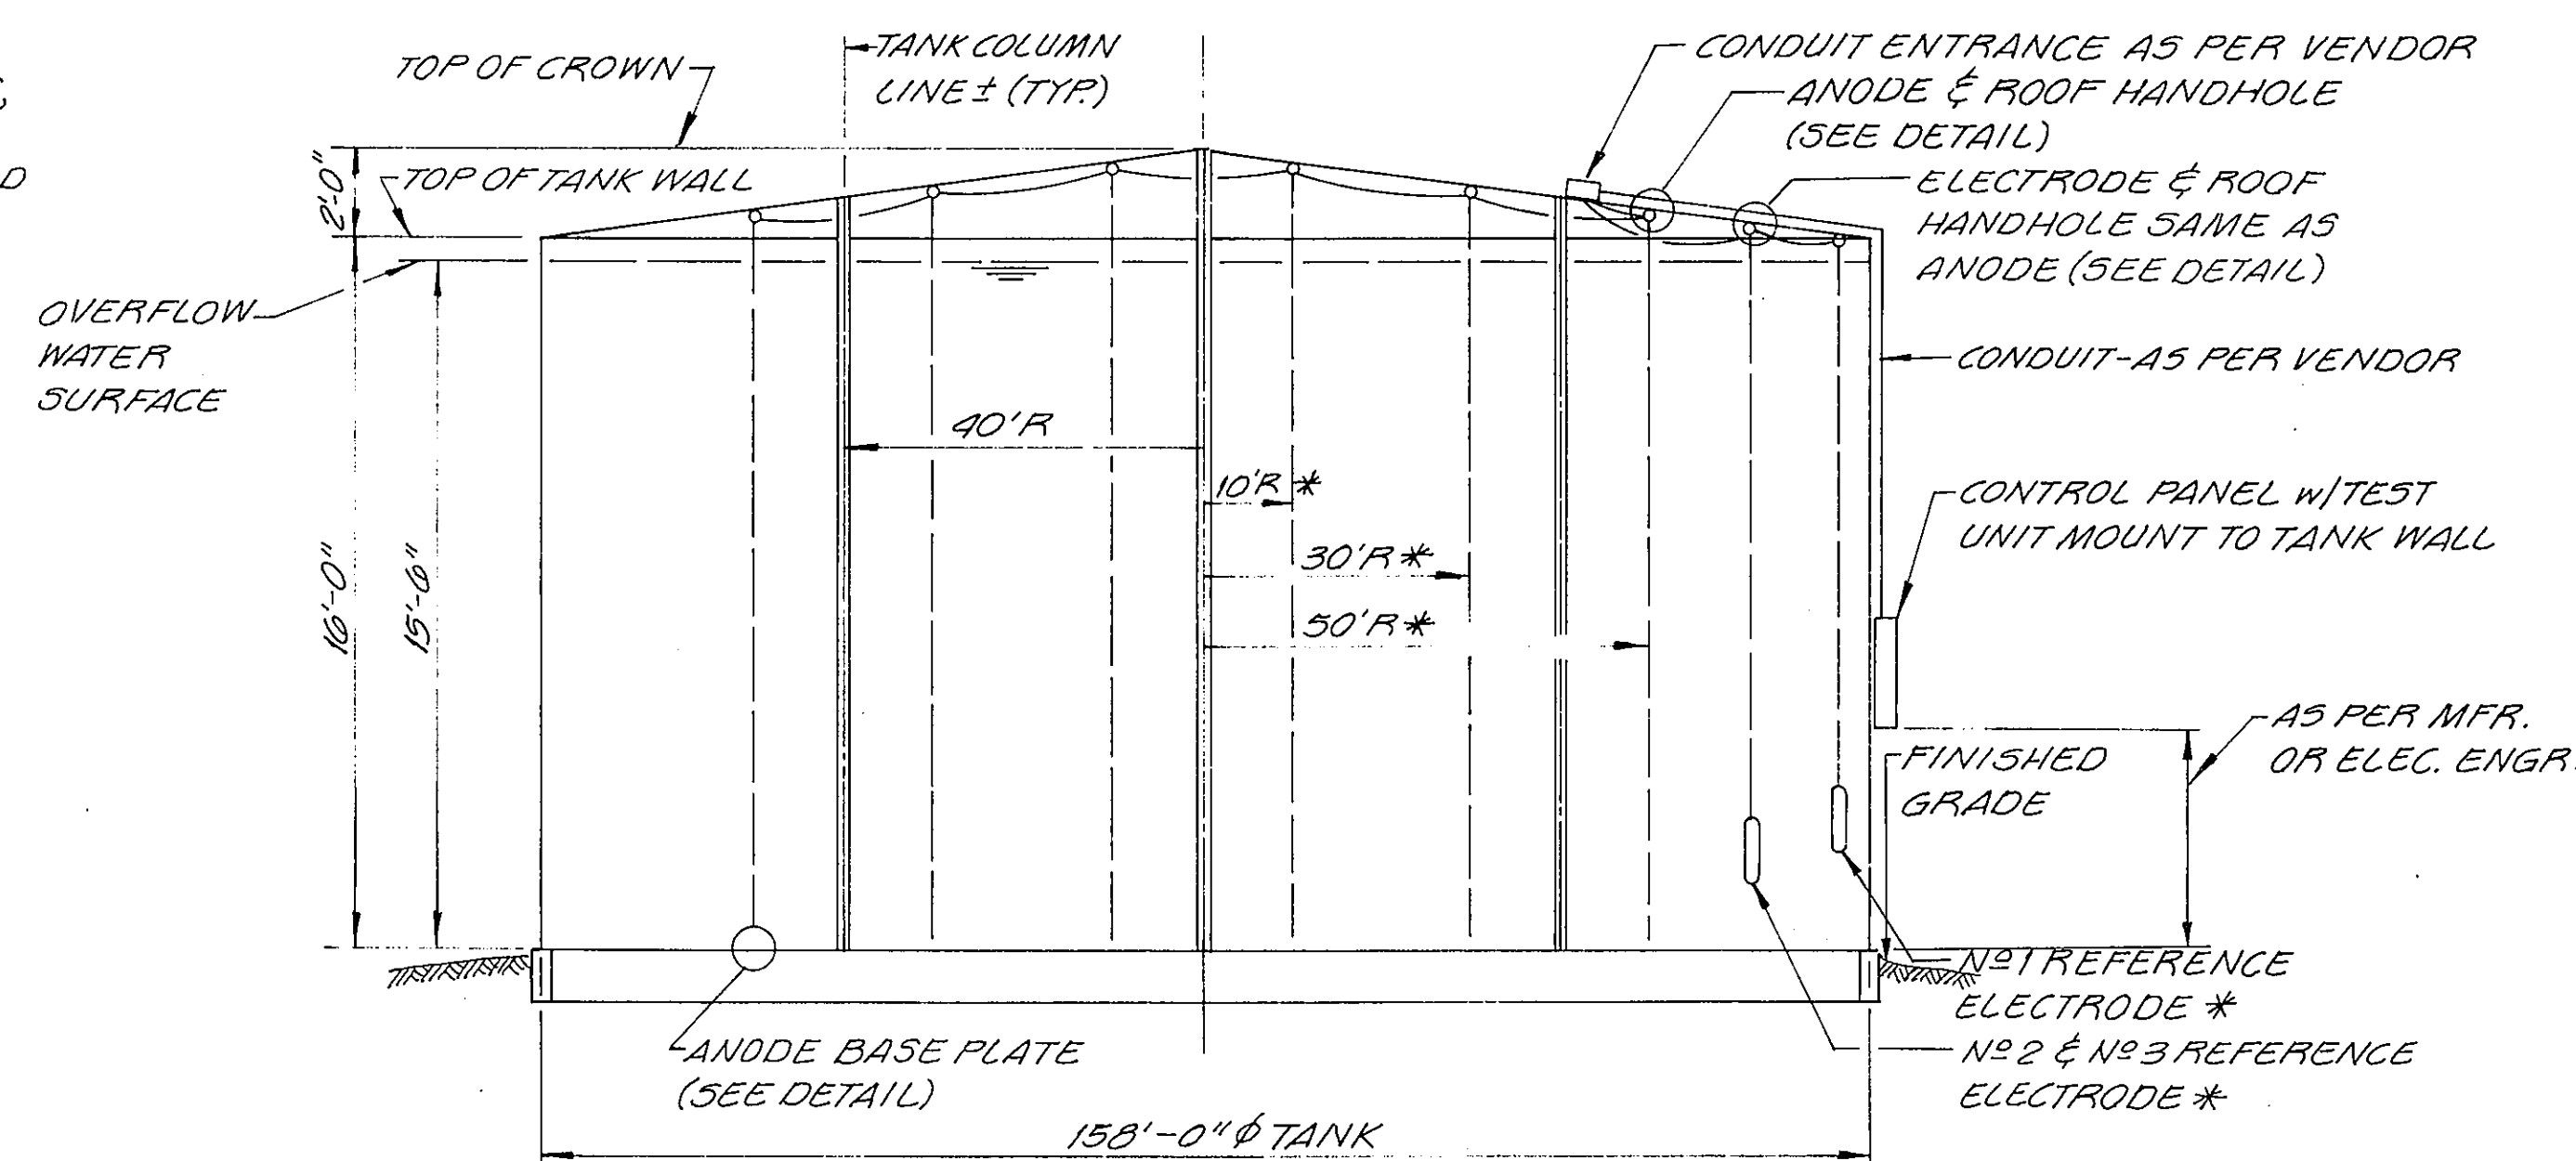 TOP OF CROWN
TANK COLUMN
LINE ± (TYP.)
CONDUIT ENTRANCE AS PER VENDOR
ANODE & ROOF HANDHOLE
(SEE DETAIL)
D
2'-0"
TOP OF TANK WALL
ELECTRODE & ROOF
HANDHOLE SAME AS
ANODE (SEE DETAIL)
OVERFLOW
WATER
SURFACE
CONDUIT-AS PER VENDOR
40'R
10'R *
CONTROL PANEL w/TEST
UNIT MOUNT TO TANK WALL
16'-0"
15'-6"
30'R *
50'R *
AS PER MFR.
OR ELEC. ENGR.
FINISHED
GRADE
Nº1 REFERENCE
ELECTRODE *
Nº2 & Nº3 REFERENCE
ELECTRODE *
ANODE BASE PLATE
(SEE DETAIL)
158'-0" ϕ TANK